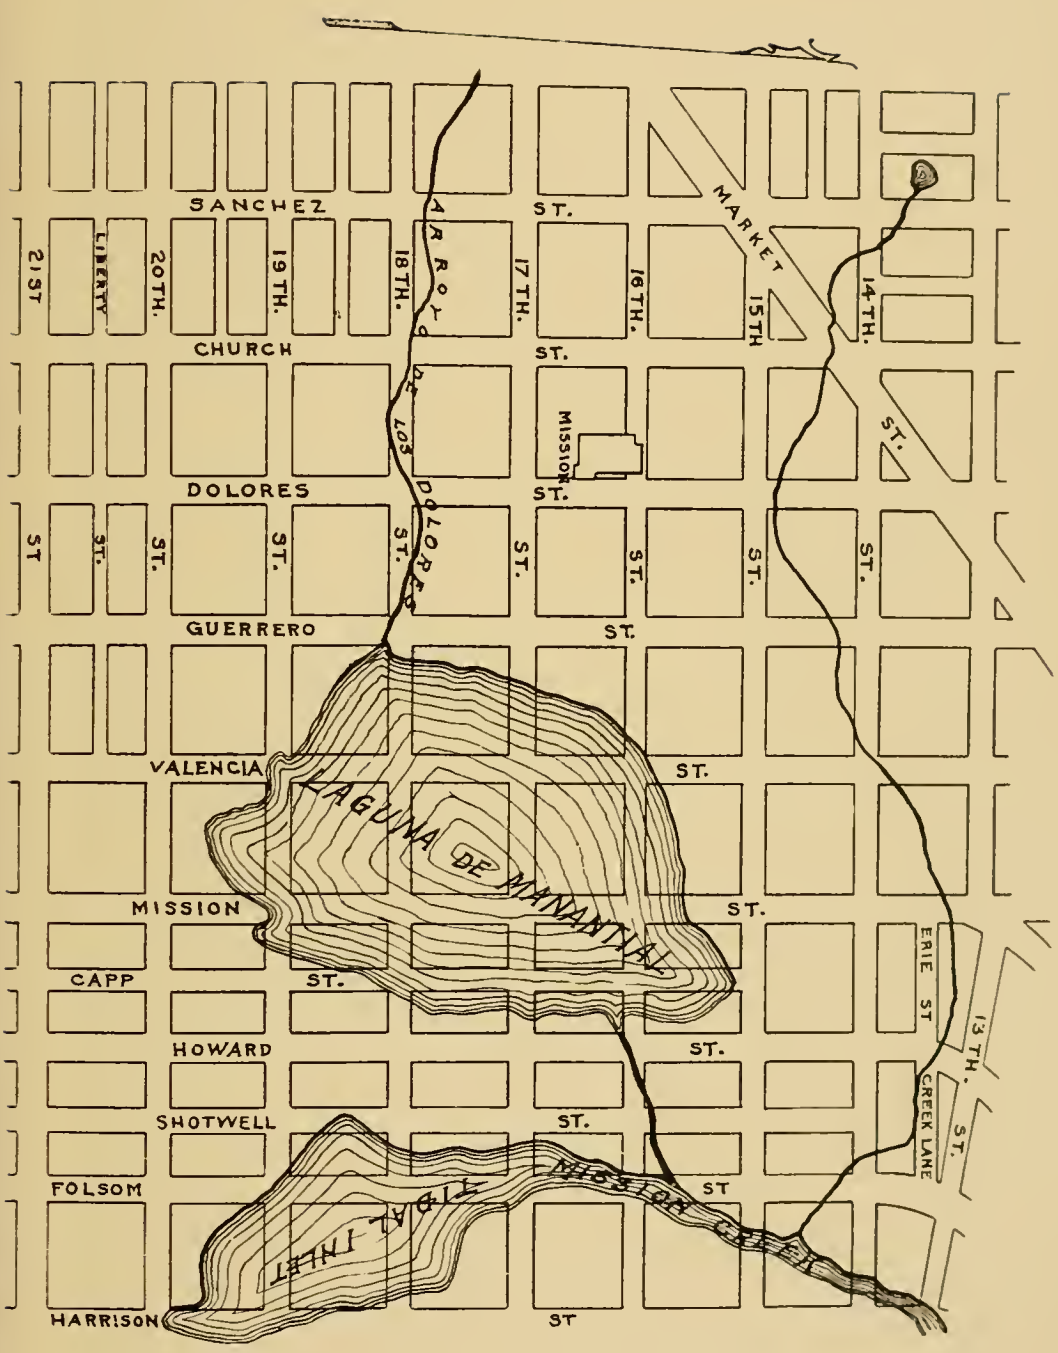 SANCHEZ ST.
MARKET ST.
21ST ST
LIBERTY ST.
20TH. ST.
19TH. ST.
18TH. ST.
17TH. ST.
16TH. ST.
15TH ST.
14TH. ST.
ARROYO DE LOS DOLORES
CHURCH ST.
MISSION
DOLORES ST.
GUERRERO ST.
VALENCIA ST.
LAGUNA DE MANANTIAL
MISSION ST.
ERIE ST
CAPP ST.
13TH. ST.
HOWARD ST.
CREEK LANE
SHOTWELL ST.
MISSION CREEK
FOLSOM ST
TIDAL
INLET
HARRISON ST